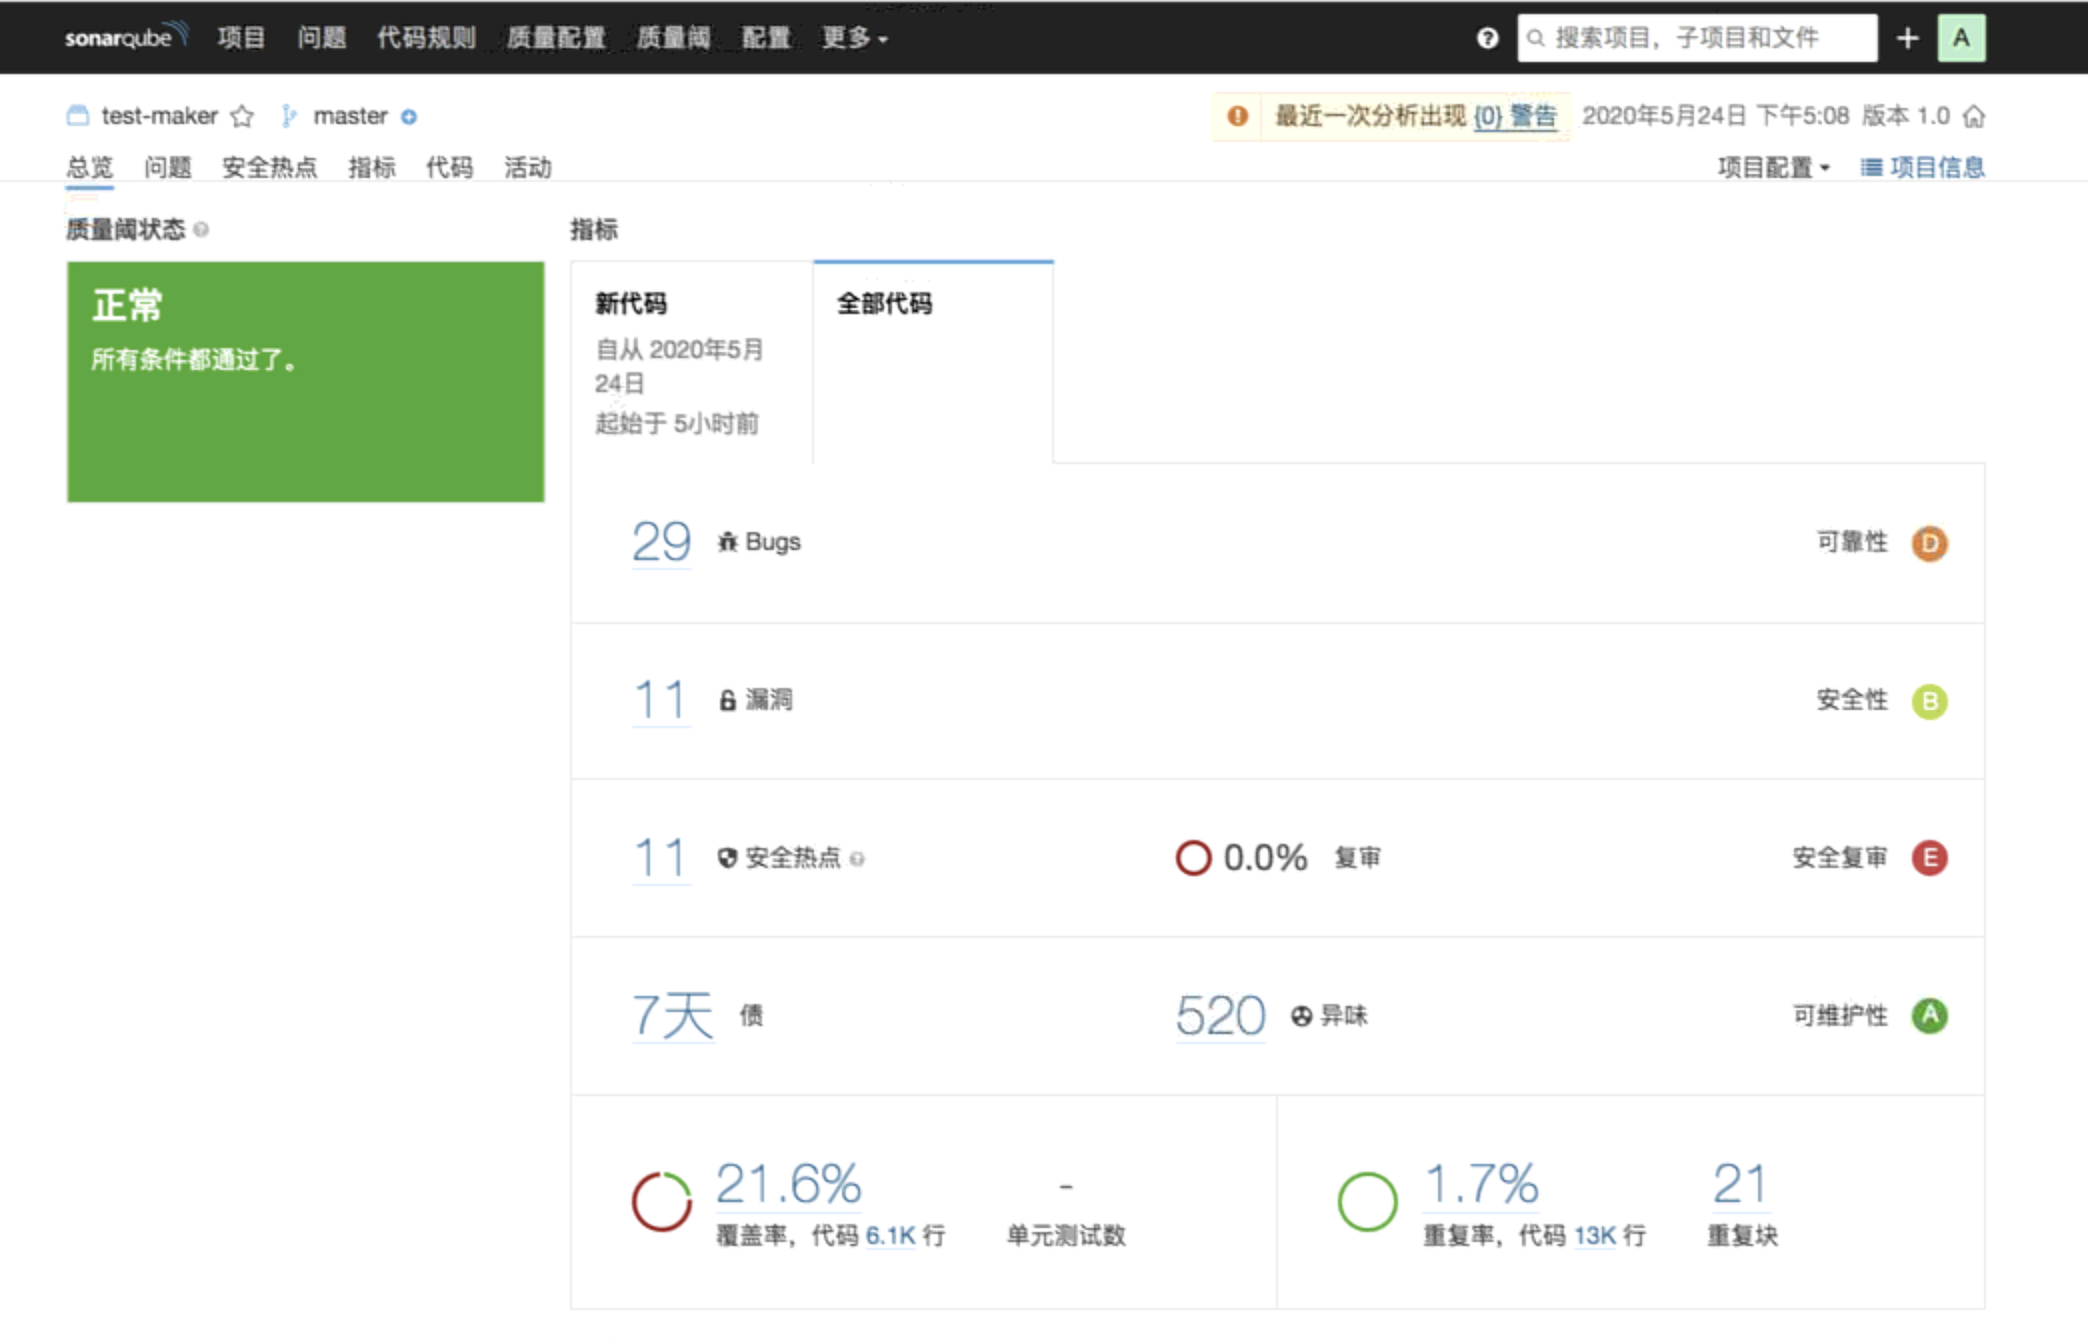 sonarqube 项目 问题 代码规则 质量配置 质量阈 配置 更多 搜索项目，子项目和文件 + A
test-maker master 最近一次分析出现 {0} 警告 2020年5月24日 下午5:08 版本 1.0
总览 问题 安全热点 指标 代码 活动 项目配置 项目信息
质量阈状态 指标
正常
所有条件都通过了。
新代码
自从 2020年5月
24日
起始于 5小时前
全部代码
29 Bugs 可靠性 D
11 漏洞 安全性 B
11 安全热点 0.0% 复审 安全复审 E
7天 债 520 异味 可维护性 A
21.6% - 1.7% 21
覆盖率，代码 6.1K 行 单元测试数 重复率，代码 13K 行 重复块